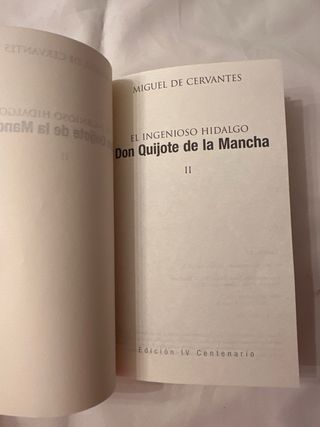 MIGUEL DE CERVANTES
EL INGENIOSO HIDALGO
Don Quijote de la Mancha
II
Edición IV Centenario